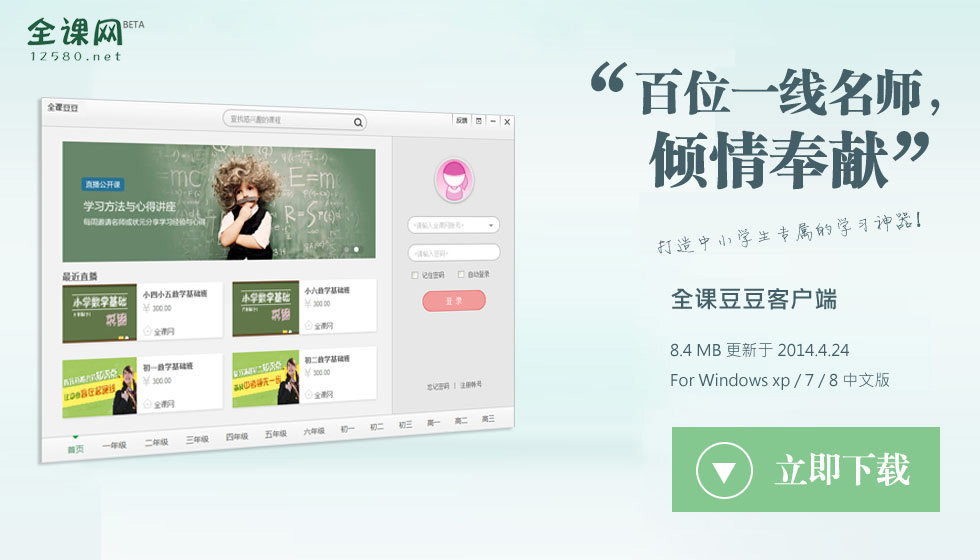 全课网 BETA
12580.net
“百位一线名师，
倾情奉献”
打造中小学生专属的学习神器！
全课豆豆客户端
8.4 MB 更新于 2014.4.24
For Windows xp / 7 / 8 中文版
立即下载
全课豆豆
查找感兴趣的课程
反馈
直播公开课
学习方法与心得讲座
每周邀请名师或状元分享学习经验与心得
mc
E=m
最近直播
小学数学基础
小四小五数学基础班
¥ 300.00
全课网
小学数学基础
小六数学基础班
¥ 300.00
全课网
初一数学基础班
¥ 300.00
全课网
初二数学基础班
¥ 300.00
全课网
<请输入全课网账号>
<请输入密码>
记住密码 自动登录
登 录
忘记密码 | 注册帐号
首页 一年级 二年级 三年级 四年级 五年级 六年级 初一 初二 初三 高一 高二 高三